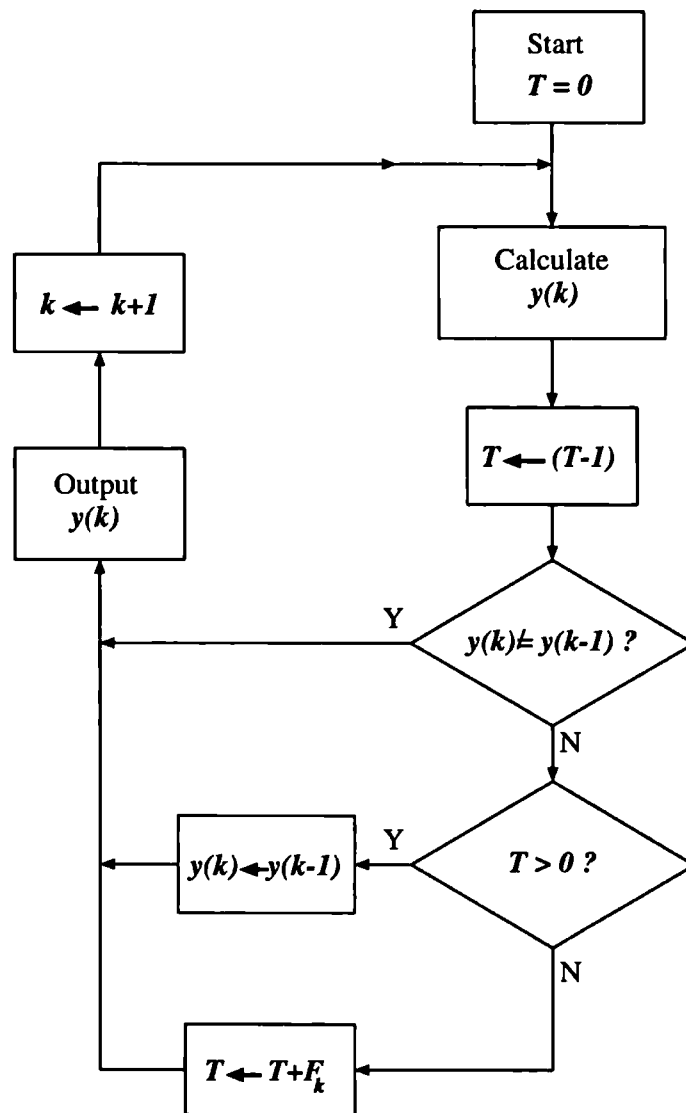 Start
T = 0
Calculate
y(k)
T ← (T-1)
y(k)≠ y(k-1) ?
Y
N
T > 0 ?
Y
N
y(k) ← y(k-1)
T ← T+F_k
Output
y(k)
k ← k+1